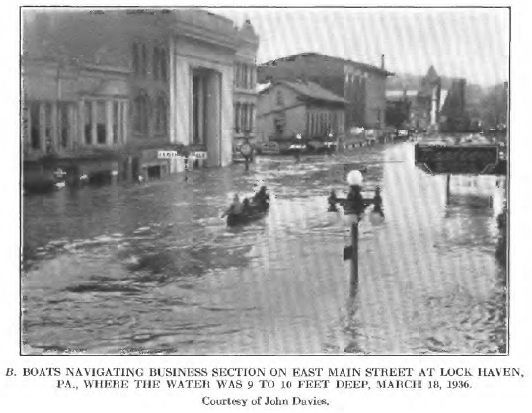 B. BOATS NAVIGATING BUSINESS SECTION ON EAST MAIN STREET AT LOCK HAVEN,
PA., WHERE THE WATER WAS 9 TO 10 FEET DEEP, MARCH 18, 1936.
Courtesy of John Davies.